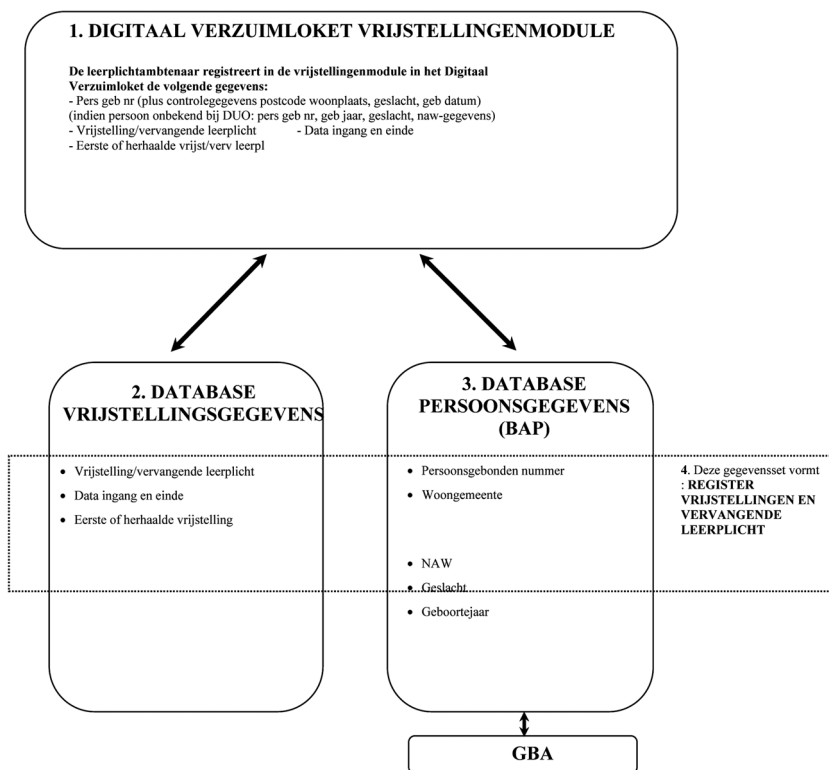 1. DIGITAAL VERZUIMLOKET VRIJSTELLINGENMODULE
De leerplichtambtenaar registreert in de vrijstellingenmodule in het Digitaal
Verzuimloket de volgende gegevens:
- Pers geb nr (plus controlegegevens postcode woonplaats, geslacht, geb datum)
(indien persoon onbekend bij DUO: pers geb nr, geb jaar, geslacht, naw-gegevens)
- Vrijstelling/vervangende leerplicht - Data ingang en einde
- Eerste of herhaalde vrijst/verv leerpl
2. DATABASE
VRIJSTELLINGSGEGEVENS
• Vrijstelling/vervangende leerplicht
• Data ingang en einde
• Eerste of herhaalde vrijstelling
3. DATABASE
PERSOONSGEGEVENS
(BAP)
• Persoonsgebonden nummer
• Woongemeente
• NAW
• Geslacht
• Geboortejaar
4. Deze gegevensset vormt
: REGISTER
VRIJSTELLINGEN EN
VERVANGENDE
LEERPLICHT
GBA